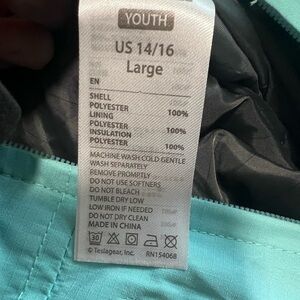 YOUTH
US 14/16
Large
EN
SHELL
POLYESTER 100%
LINING
POLYESTER 100%
INSULATION
POLYESTER 100%
MACHINE WASH COLD GENTLE
WASH SEPARATELY
REMOVE PROMPTLY
DO NOT USE SOFTNERS
DO NOT BLEACH
TUMBLE DRY LOW
LOW IRON IF NEEDED
DO NOT DRY CLEAN
MADE IN CHINA
30
© Teslagear, Inc. RN154068